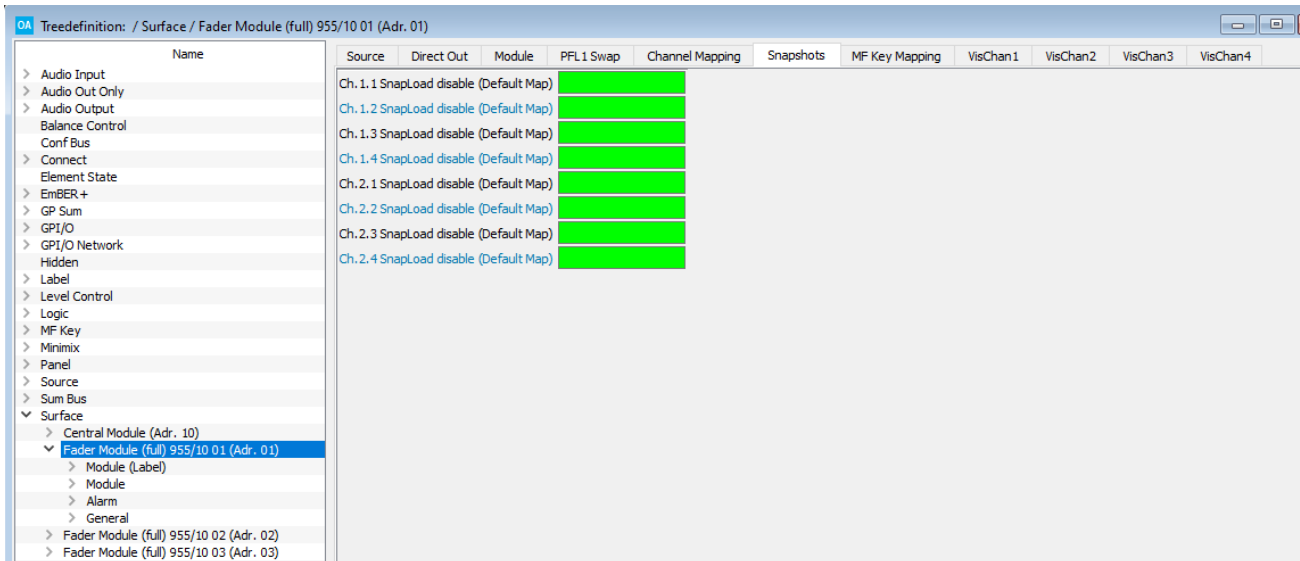 OA Treedefinition: / Surface / Fader Module (full) 955/10 01 (Adr. 01)
Name
Audio Input
Audio Out Only
Audio Output
Balance Control
Conf Bus
Connect
Element State
EmBER+
GP Sum
GPI/O
GPI/O Network
Hidden
Label
Level Control
Logic
MF Key
Minimix
Panel
Source
Sum Bus
Surface
Central Module (Adr. 10)
Fader Module (full) 955/10 01 (Adr. 01)
Module (Label)
Module
Alarm
General
Fader Module (full) 955/10 02 (Adr. 02)
Fader Module (full) 955/10 03 (Adr. 03)
Source Direct Out Module PFL1 Swap Channel Mapping Snapshots MF Key Mapping VisChan1 VisChan2 VisChan3 VisChan4
Ch.1.1 SnapLoad disable (Default Map)
Ch.1.2 SnapLoad disable (Default Map)
Ch.1.3 SnapLoad disable (Default Map)
Ch.1.4 SnapLoad disable (Default Map)
Ch.2.1 SnapLoad disable (Default Map)
Ch.2.2 SnapLoad disable (Default Map)
Ch.2.3 SnapLoad disable (Default Map)
Ch.2.4 SnapLoad disable (Default Map)